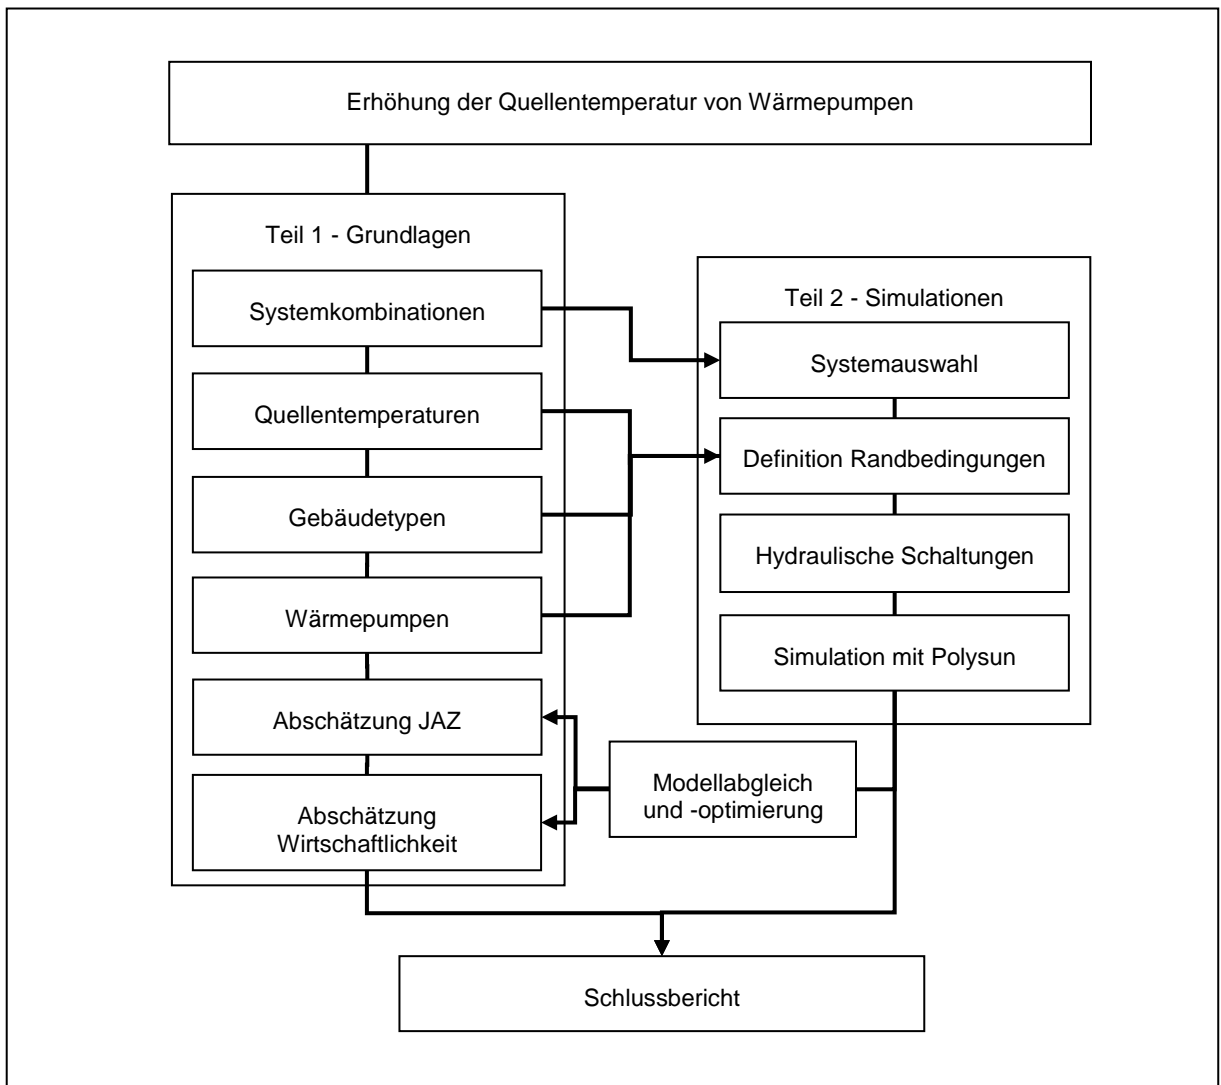 Erhöhung der Quellentemperatur von Wärmepumpen
Teil 1 - Grundlagen
Systemkombinationen
Quellentemperaturen
Gebäudetypen
Wärmepumpen
Abschätzung JAZ
Abschätzung
Wirtschaftlichkeit
Teil 2 - Simulationen
Systemauswahl
Definition Randbedingungen
Hydraulische Schaltungen
Simulation mit Polysun
Modellabgleich
und -optimierung
Schlussbericht